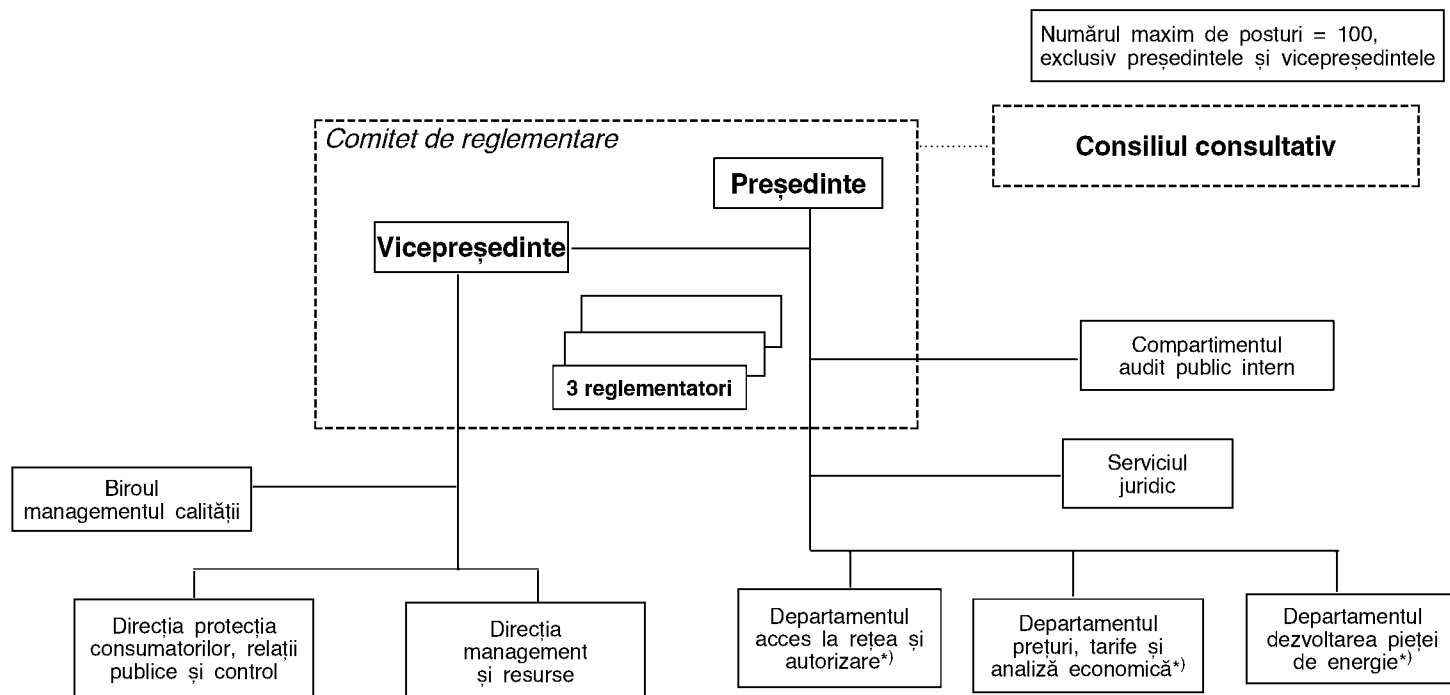 Numărul maxim de posturi = 100,
exclusiv președintele și vicepreședintele
Comitet de reglementare
Consiliul consultativ
Președinte
Vicepreședinte
3 reglementatori
Compartimentul
audit public intern
Serviciul
juridic
Biroul
managementul calității
Direcția protecția
consumatorilor, relații
publice și control
Direcția
management
și resurse
Departamentul
acces la rețea și
autorizare*)
Departamentul
prețuri, tarife și
analiză economică*)
Departamentul
dezvoltarea pieței
de energie*)